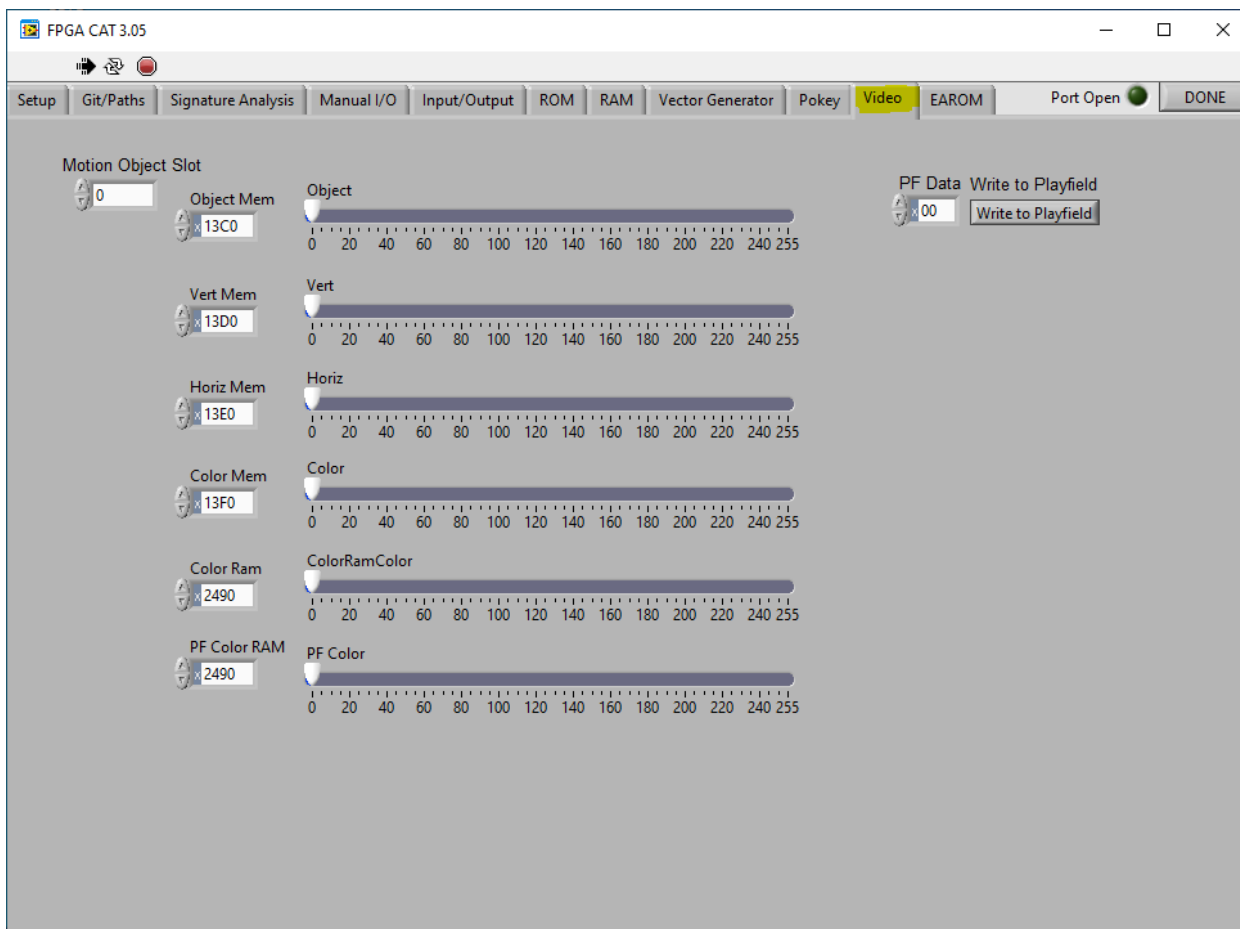 FPGA CAT 3.05
Setup Git/Paths Signature Analysis Manual I/O Input/Output ROM RAM Vector Generator Pokey Video EAROM Port Open DONE
Motion Object Slot
0
Object Mem
x 13C0
Object
0 20 40 60 80 100 120 140 160 180 200 220 240 255
PF Data Write to Playfield
x 00 Write to Playfield
Vert Mem
x 13D0
Vert
0 20 40 60 80 100 120 140 160 180 200 220 240 255
Horiz Mem
x 13E0
Horiz
0 20 40 60 80 100 120 140 160 180 200 220 240 255
Color Mem
x 13F0
Color
0 20 40 60 80 100 120 140 160 180 200 220 240 255
Color Ram
x 2490
ColorRamColor
0 20 40 60 80 100 120 140 160 180 200 220 240 255
PF Color RAM
x 2490
PF Color
0 20 40 60 80 100 120 140 160 180 200 220 240 255